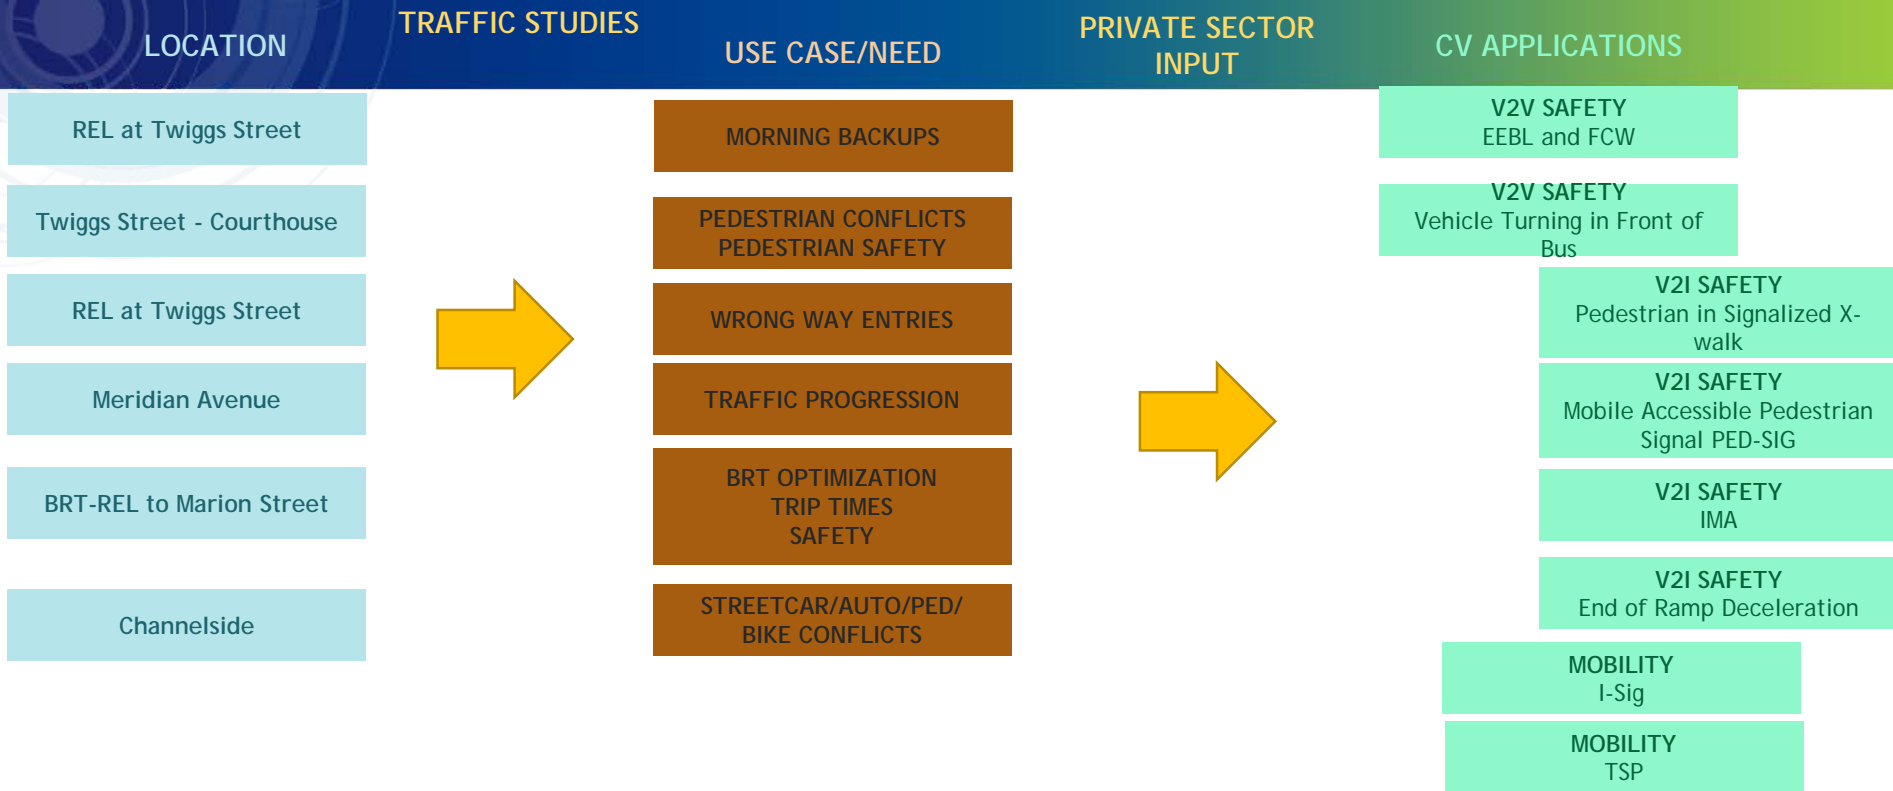 LOCATION
TRAFFIC STUDIES
USE CASE/NEED
PRIVATE SECTOR
INPUT
CV APPLICATIONS
REL at Twiggs Street
Twiggs Street - Courthouse
REL at Twiggs Street
Meridian Avenue
BRT-REL to Marion Street
Channelside
MORNING BACKUPS
PEDESTRIAN CONFLICTS
PEDESTRIAN SAFETY
WRONG WAY ENTRIES
TRAFFIC PROGRESSION
BRT OPTIMIZATION
TRIP TIMES
SAFETY
STREETCAR/AUTO/PED/
BIKE CONFLICTS
V2V SAFETY
EEBL and FCW
V2V SAFETY
Vehicle Turning in Front of
Bus
V2I SAFETY
Pedestrian in Signalized X-
walk
V2I SAFETY
Mobile Accessible Pedestrian
Signal PED-SIG
V2I SAFETY
IMA
V2I SAFETY
End of Ramp Deceleration
MOBILITY
I-Sig
MOBILITY
TSP